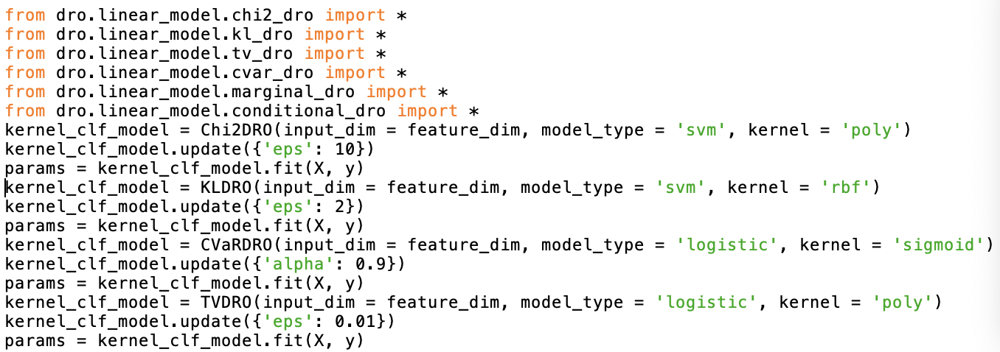 from dro.linear_model.chi2_dro import *
from dro.linear_model.kl_dro import *
from dro.linear_model.tv_dro import *
from dro.linear_model.cvar_dro import *
from dro.linear_model.marginal_dro import *
from dro.linear_model.conditional_dro import *
kernel_clf_model = Chi2DRO(input_dim = feature_dim, model_type = 'svm', kernel = 'poly')
kernel_clf_model.update({'eps': 10})
params = kernel_clf_model.fit(X, y)
kernel_clf_model = KLDRO(input_dim = feature_dim, model_type = 'svm', kernel = 'rbf')
kernel_clf_model.update({'eps': 2})
params = kernel_clf_model.fit(X, y)
kernel_clf_model = CVaRDRO(input_dim = feature_dim, model_type = 'logistic', kernel = 'sigmoid')
kernel_clf_model.update({'alpha': 0.9})
params = kernel_clf_model.fit(X, y)
kernel_clf_model = TVDRO(input_dim = feature_dim, model_type = 'logistic', kernel = 'poly')
kernel_clf_model.update({'eps': 0.01})
params = kernel_clf_model.fit(X, y)